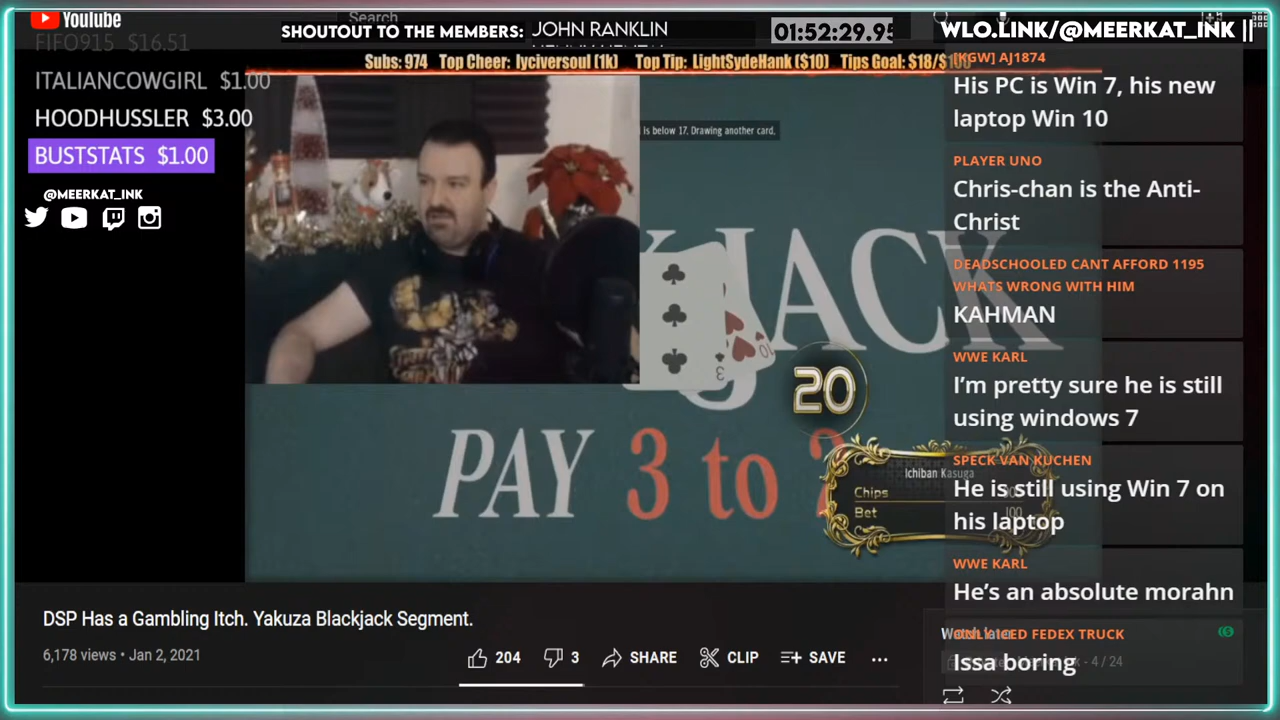 YouTube
Search
SHOUTOUT TO THE MEMBERS:
JOHN RANKLIN
01:52:29.95
WLO.LINK/@MEERKAT_INK ||
FIFO915 $16.51
ITALIANCOWGIRL $1.00
HOODHUSSLER $3.00
BUSTSTATS $1.00
@MEERKAT_INK
Subs: 974 Top Cheer: lyciversoul (1k) Top Tip: LightSydeHank ($10) Tips Goal: $18/$100
l is below 17. Drawing another card.
JACK
3
10
20
PAY 3 to 2
Ichiban Kasuga
Chips
Bet
100
[KGW] AJ1874
His PC is Win 7, his new
laptop Win 10
PLAYER UNO
Chris-chan is the Anti-
Christ
DEADSCHOOLED CANT AFFORD 1195
WHATS WRONG WITH HIM
KAHMAN
WWE KARL
I'm pretty sure he is still
using windows 7
SPECK VAN KUCHEN
He is still using Win 7 on
his laptop
WWE KARL
He's an absolute morahn
FEDEX TRUCK
Issa boring
4 / 24
DSP Has a Gambling Itch. Yakuza Blackjack Segment.
6,178 views • Jan 2, 2021
204
3
SHARE
CLIP
SAVE